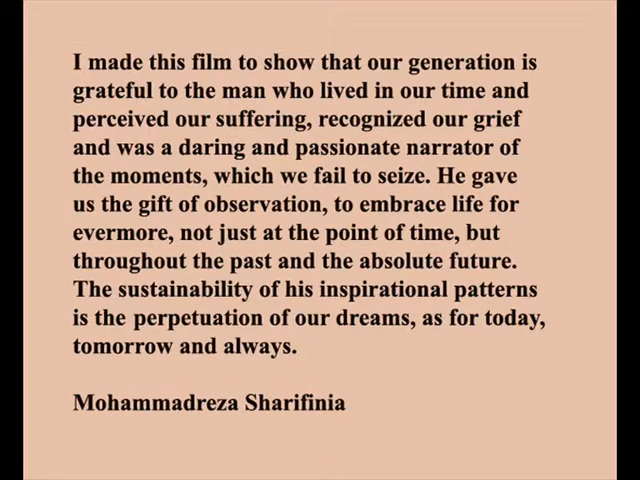 I made this film to show that our generation is
grateful to the man who lived in our time and
perceived our suffering, recognized our grief
and was a daring and passionate narrator of
the moments, which we fail to seize. He gave
us the gift of observation, to embrace life for
evermore, not just at the point of time, but
throughout the past and the absolute future.
The sustainability of his inspirational patterns
is the perpetuation of our dreams, as for today,
tomorrow and always.
Mohammadreza Sharifinia